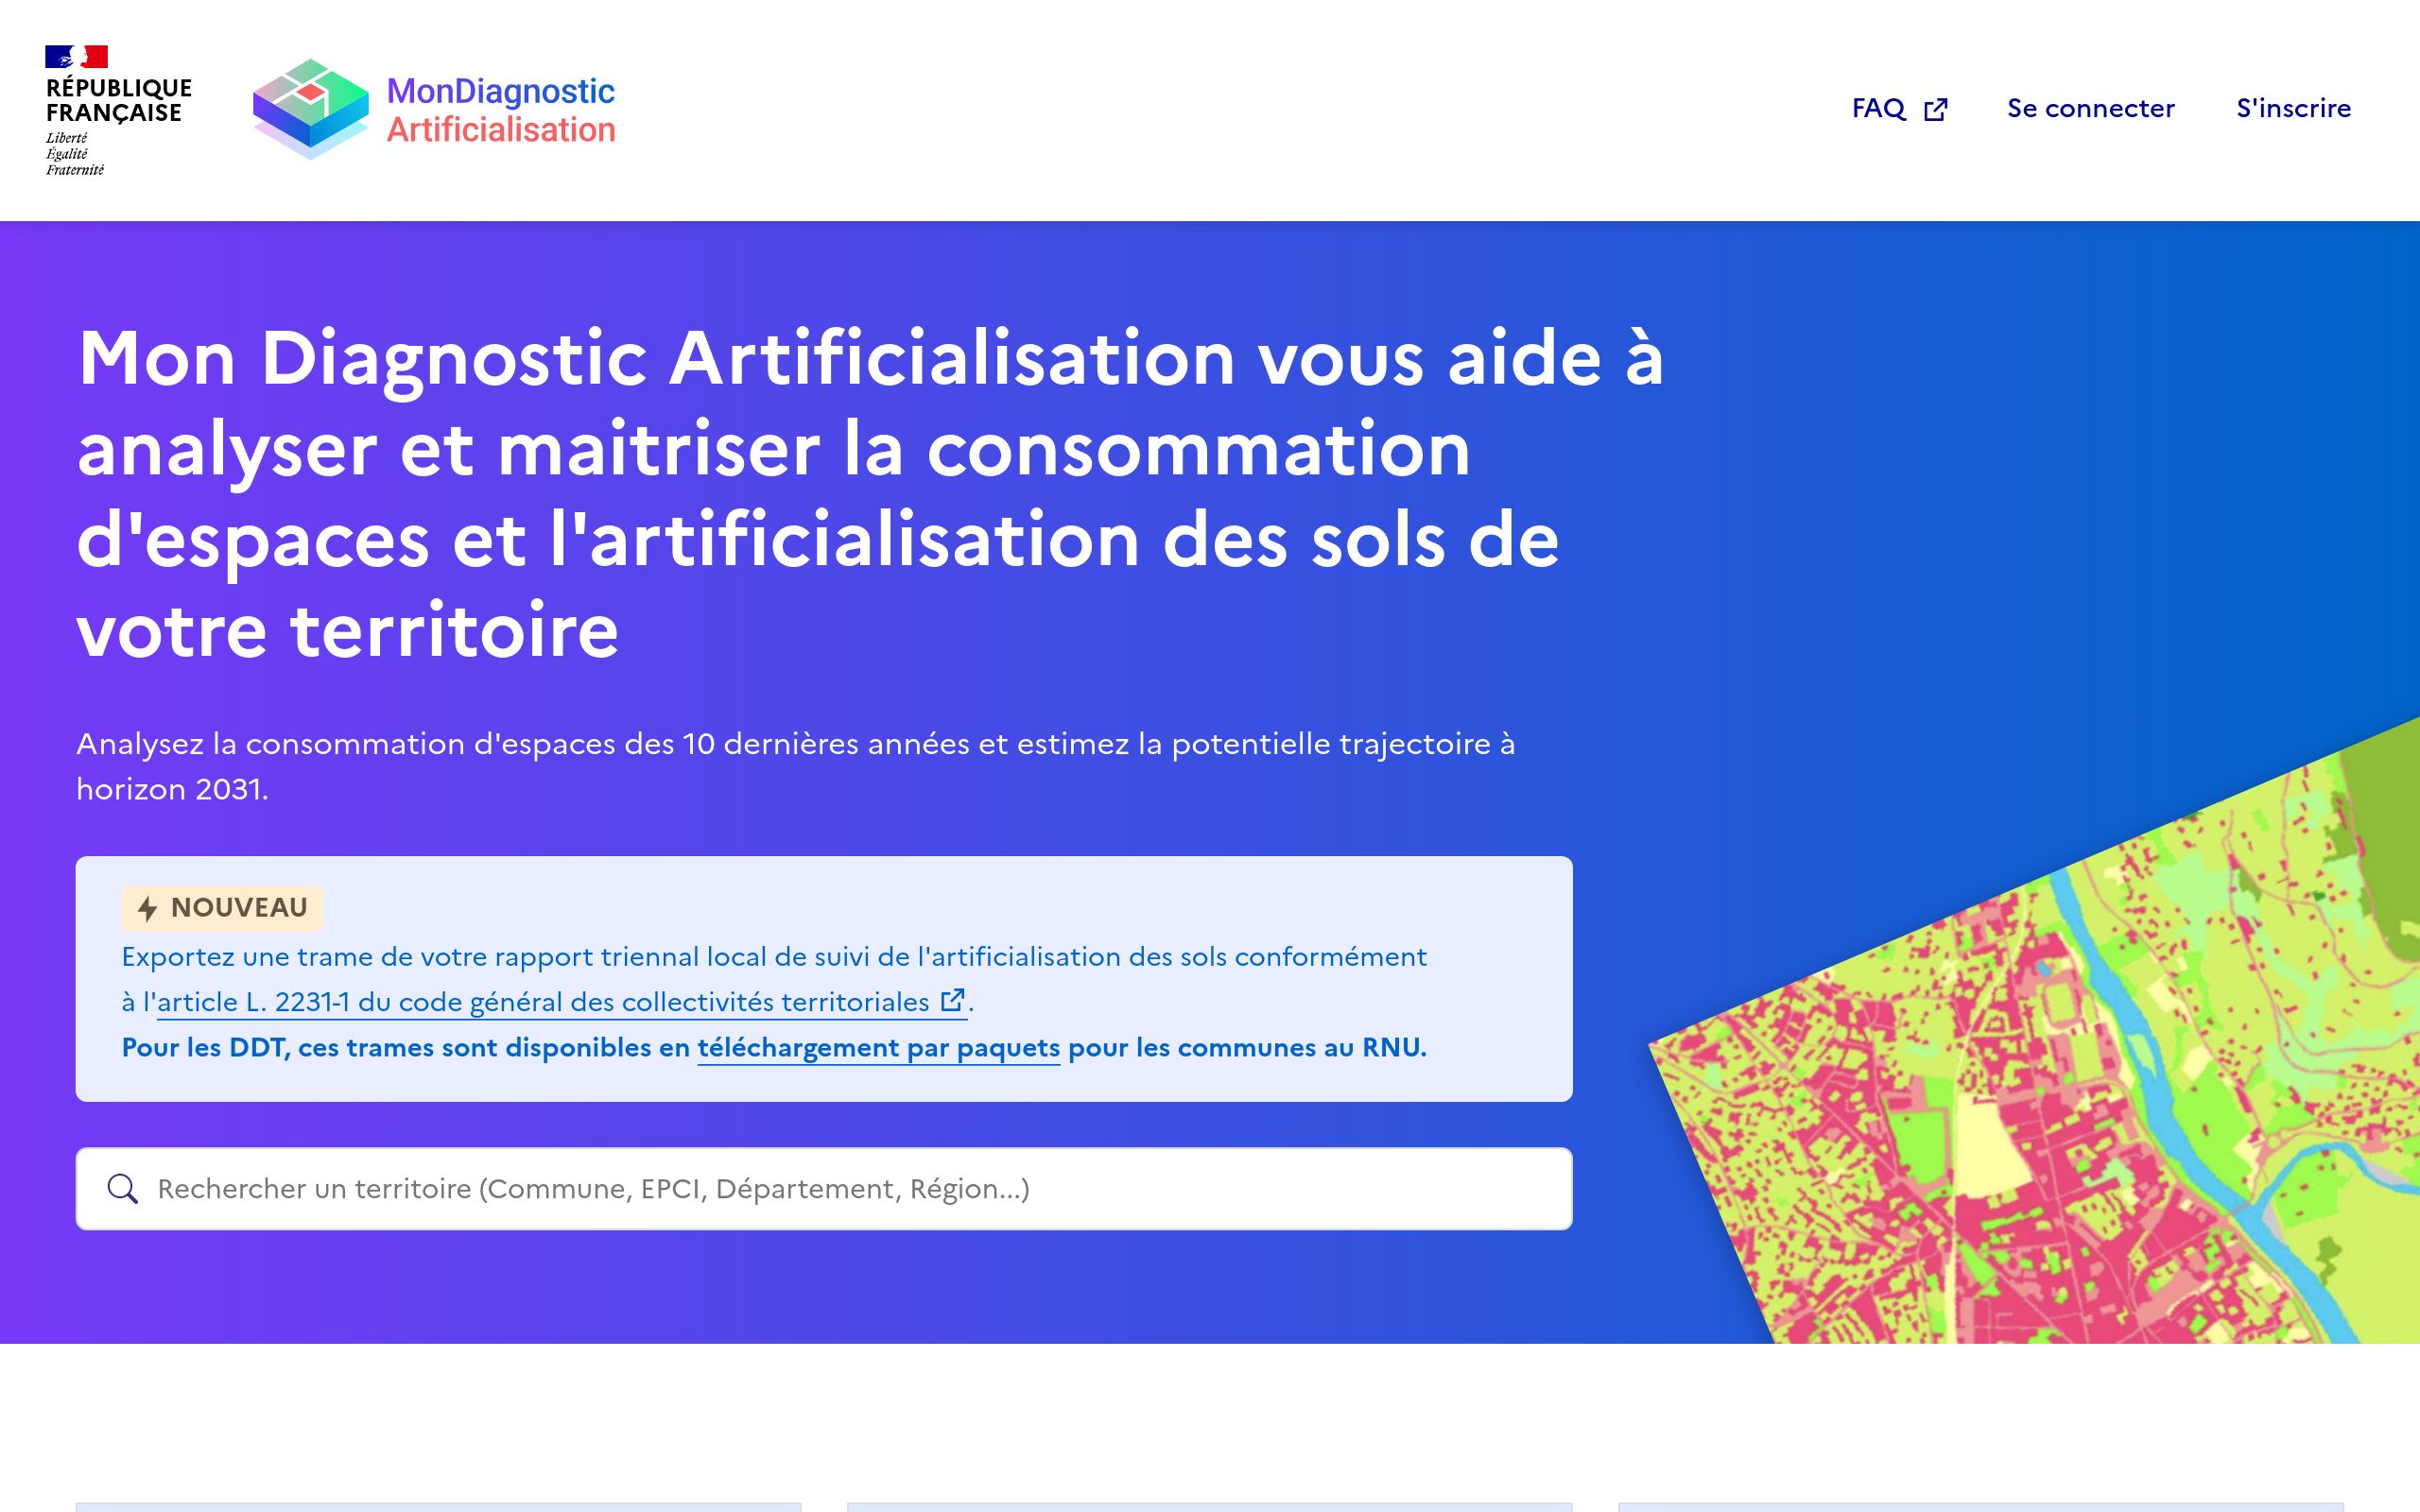 RÉPUBLIQUE
FRANÇAISE
Liberté
Égalité
Fraternité
MonDiagnostic
Artificialisation
FAQ
Se connecter
S'inscrire
Mon Diagnostic Artificialisation vous aide à
analyser et maitriser la consommation
d'espaces et l'artificialisation des sols de
votre territoire
Analysez la consommation d'espaces des 10 dernières années et estimez la potentielle trajectoire à
horizon 2031.
NOUVEAU
Exportez une trame de votre rapport triennal local de suivi de l'artificialisation des sols conformément
à l'article L. 2231-1 du code général des collectivités territoriales .
Pour les DDT, ces trames sont disponibles en téléchargement par paquets pour les communes au RNU.
Rechercher un territoire (Commune, EPCI, Département, Région...)